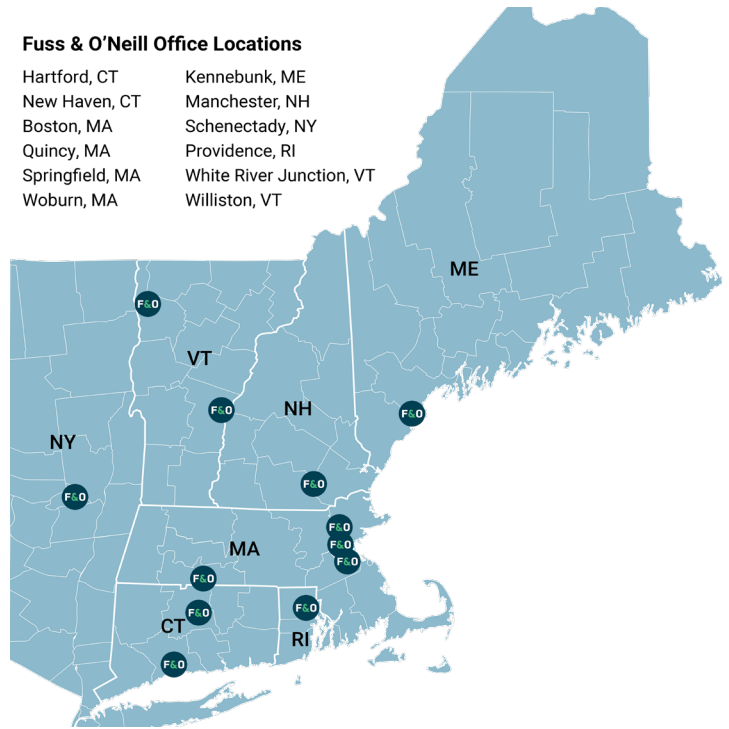 Fuss & O’Neill Office Locations
Hartford, CT
New Haven, CT
Boston, MA
Quincy, MA
Springfield, MA
Woburn, MA
Kennebunk, ME
Manchester, NH
Schenectady, NY
Providence, RI
White River Junction, VT
Williston, VT
ME
F&O
VT
F&O
NH
F&O
NY
F&O
F&O
F&O
F&O
MA
F&O
F&O
F&O
CT
F&O
RI
F&O